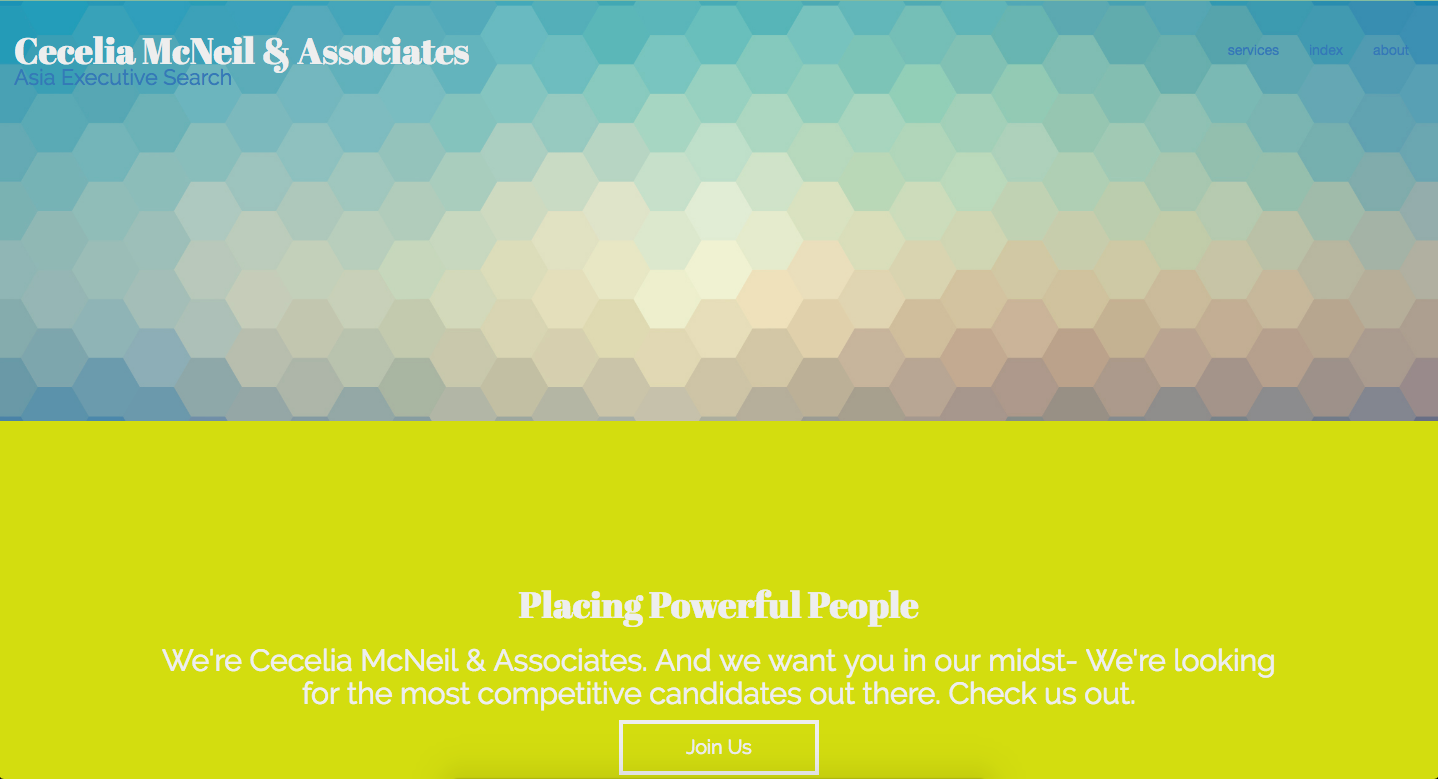 Cecelia McNeil & Associates
Asia Executive Search
services index about
Placing Powerful People
We're Cecelia McNeil & Associates. And we want you in our midst- We're looking
for the most competitive candidates out there. Check us out.
Join Us